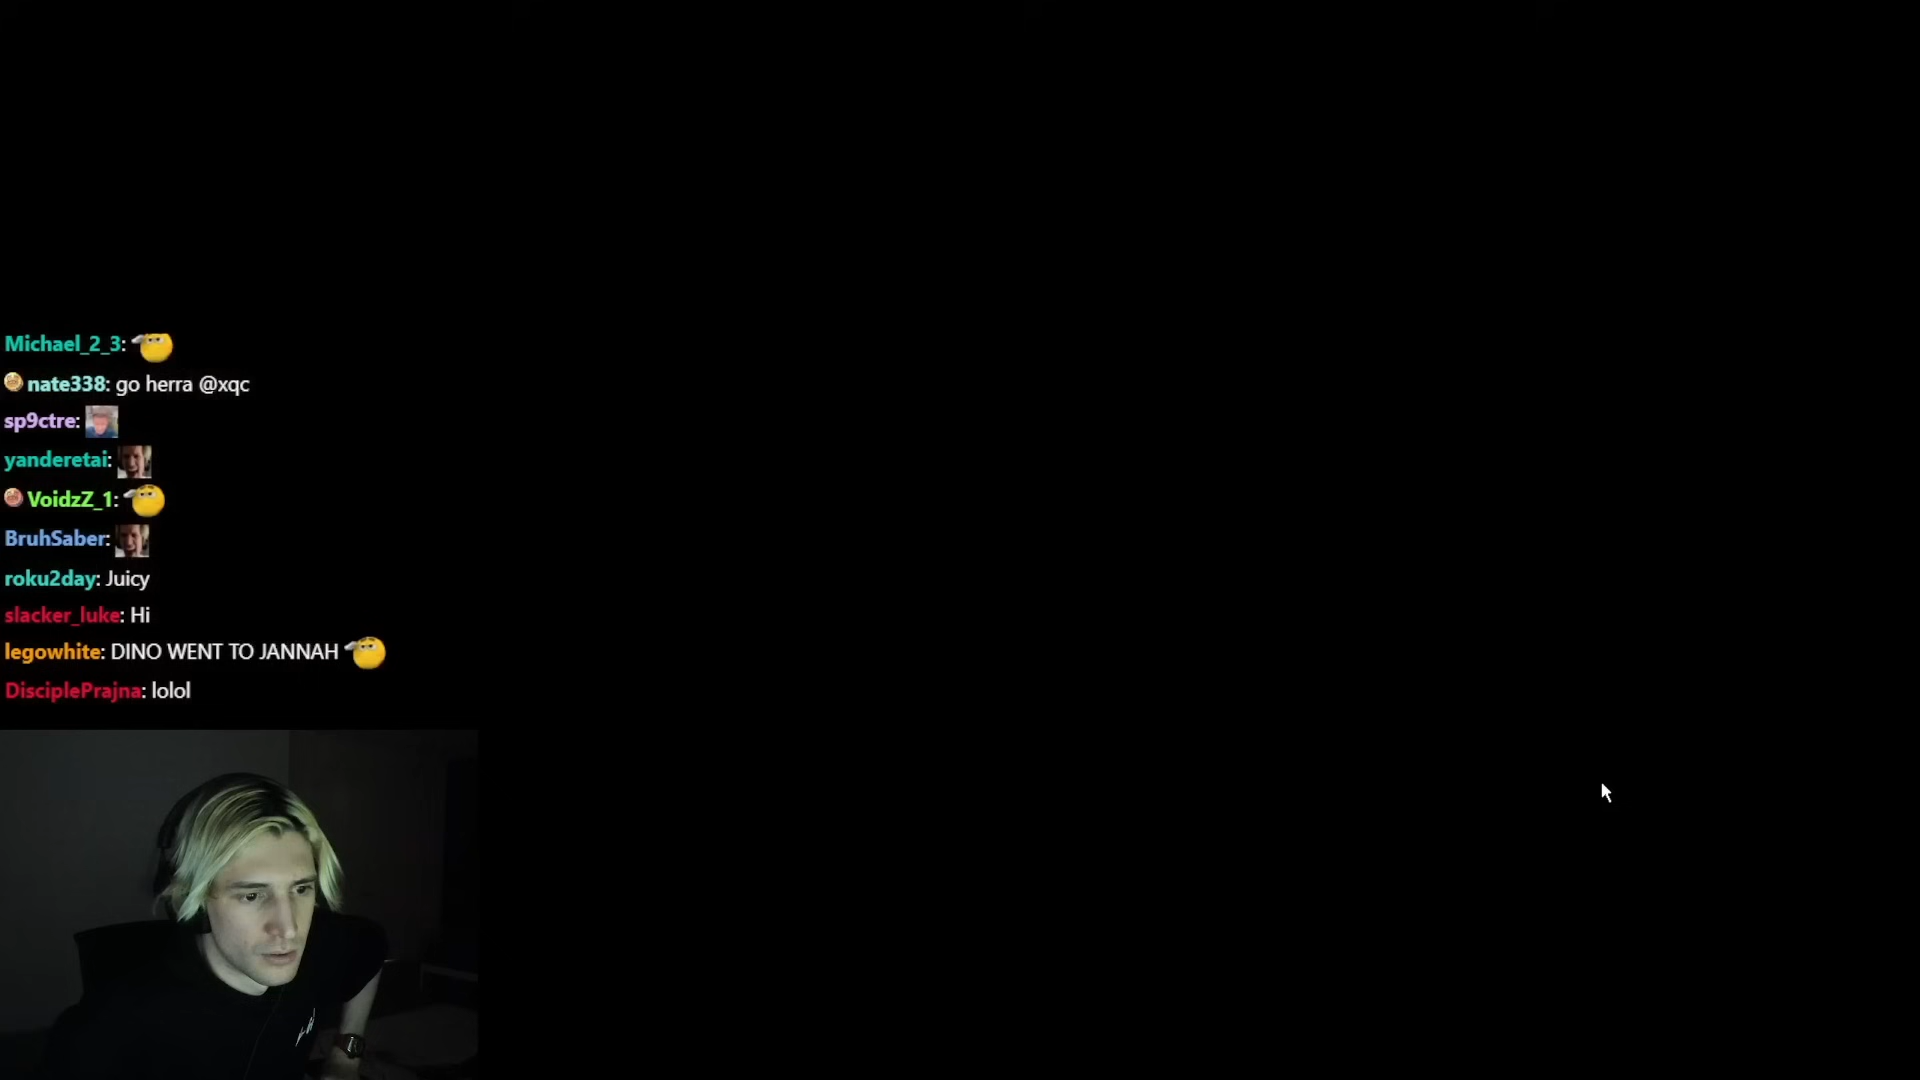 Michael_2_3:
nate338: go herra @xqc
sp9ctre:
yanderetai:
VoidzZ_1:
BruhSaber:
roku2day: Juicy
slacker_luke: Hi
legowhite: DINO WENT TO JANNAH
DisciplePrajna: lolol